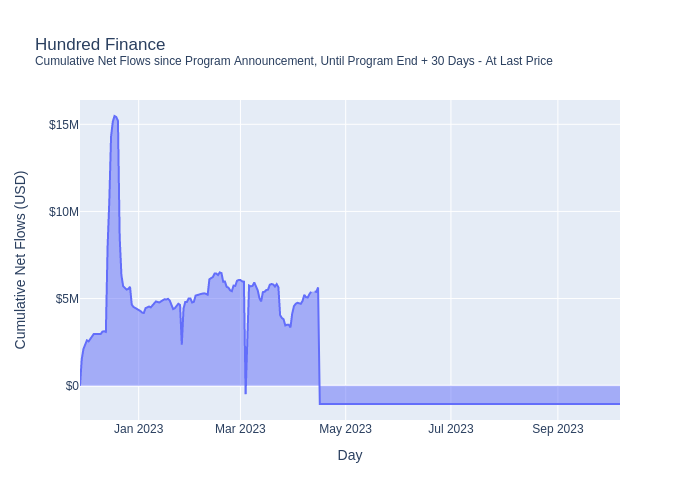 Hundred Finance
Cumulative Net Flows since Program Announcement, Until Program End + 30 Days - At Last Price
Cumulative Net Flows (USD)
$15M
$10M
$5M
$0
Jan 2023
Mar 2023
May 2023
Jul 2023
Sep 2023
Day